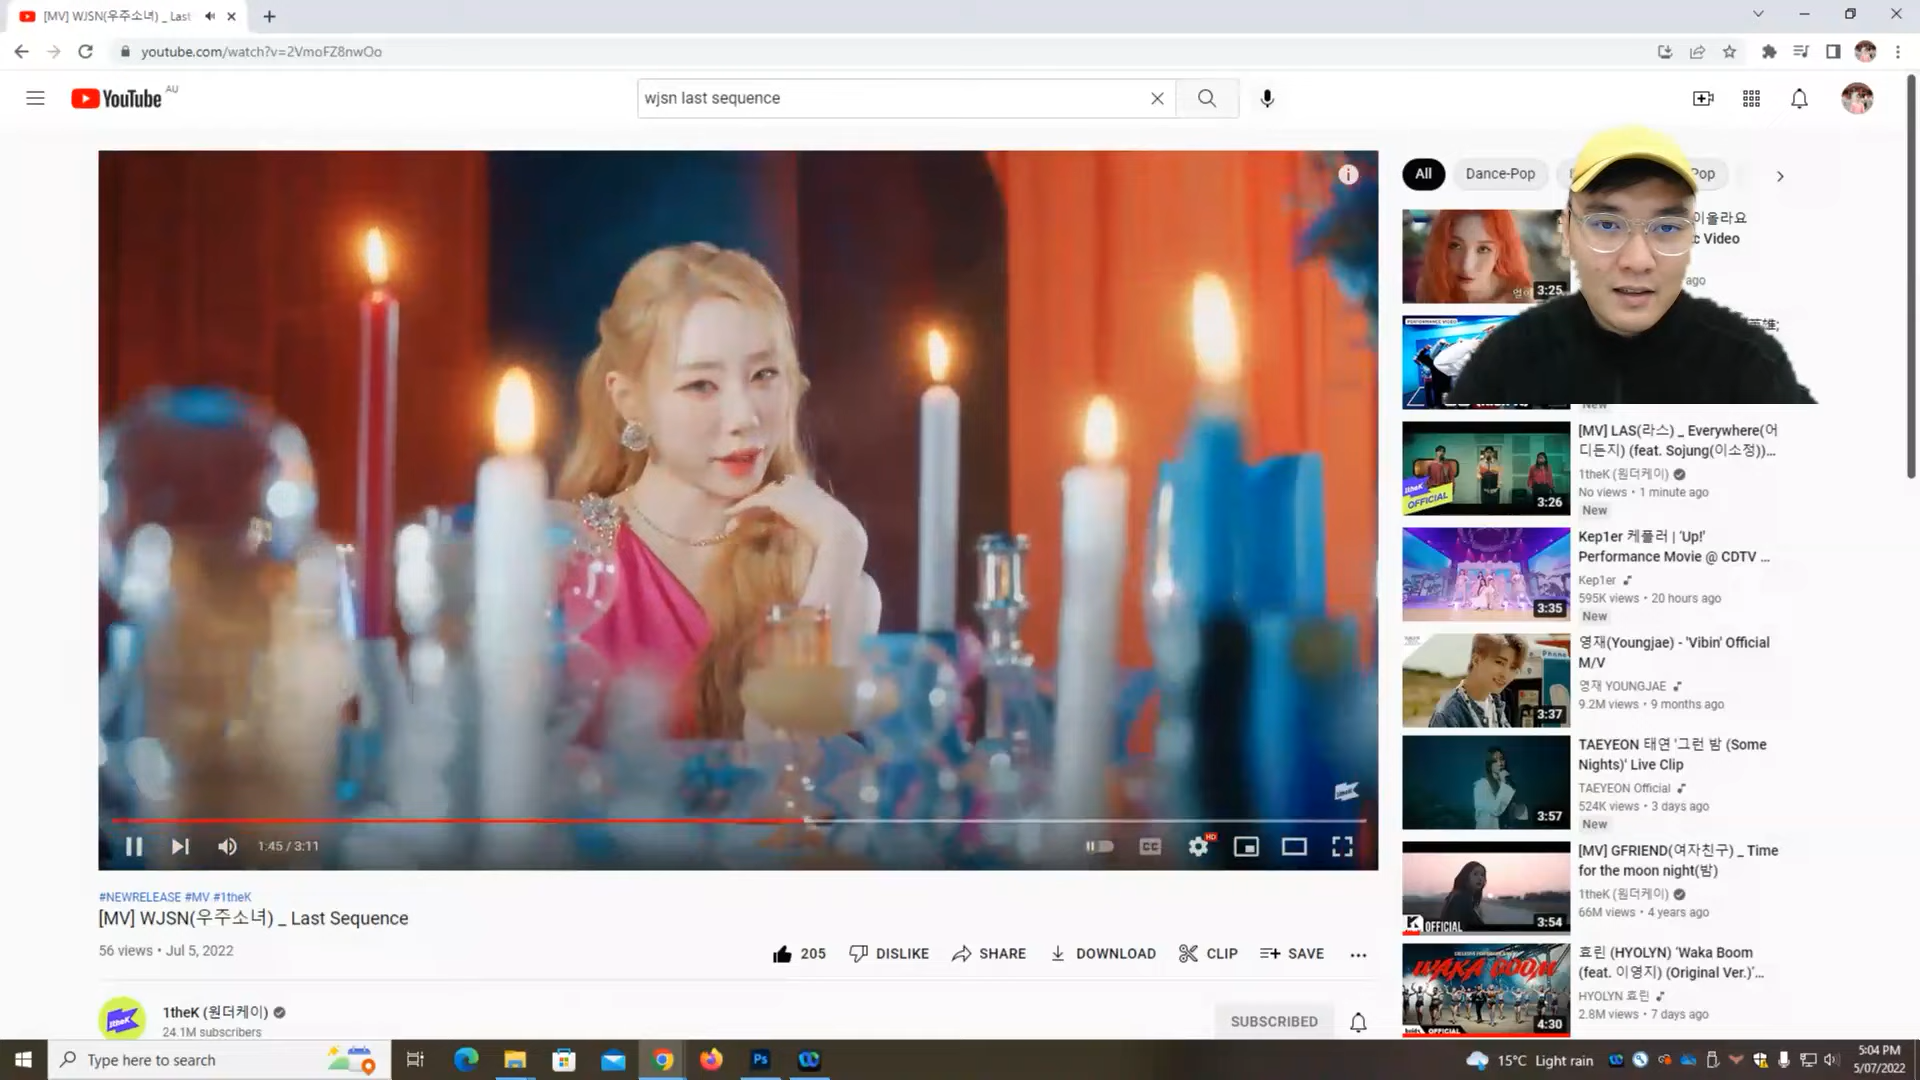 [MV] WJSN(우주소녀) _ Last
youtube.com/watch?v=2VmoFZ8nwOo
YouTube AU
wjsn last sequence
All
Dance-Pop
Pop
이올라요
Video
ago
3:25
New
[MV] LAS(라스) _ Everywhere(어
디든지) (feat. Sojung(이소정))...
1theK (원더케이)
No views • 1 minute ago
New
1theK
OFFICIAL
3:26
Kep1er 케플러 | 'Up!'
Performance Movie @ CDTV ...
Kep1er
595K views • 20 hours ago
New
3:35
영재(Youngjae) - 'Vibin' Official
M/V
영재 YOUNGJAE
9.2M views • 9 months ago
3:37
TAEYEON 태연 '그런 밤 (Some
Nights)' Live Clip
TAEYEON Official
524K views • 3 days ago
New
3:57
[MV] GFRIEND(여자친구) _ Time
for the moon night(밤)
1theK (원더케이)
66M views • 4 years ago
OFFICIAL
3:54
효린 (HYOLYN) 'Waka Boom
(feat. 이영지) (Original Ver.)'...
HYOLYN 효린
2.8M views • 7 days ago
WAKA BOOM
4:30
1:45 / 3:11
CC
HD
#NEWRELEASE #MV #1theK
[MV] WJSN(우주소녀) _ Last Sequence
56 views • Jul 5, 2022
205
DISLIKE
SHARE
DOWNLOAD
CLIP
SAVE
1theK
1theK (원더케이)
24.1M subscribers
SUBSCRIBED
Type here to search
Ps
15°C Light rain
5:04 PM
5/07/2022